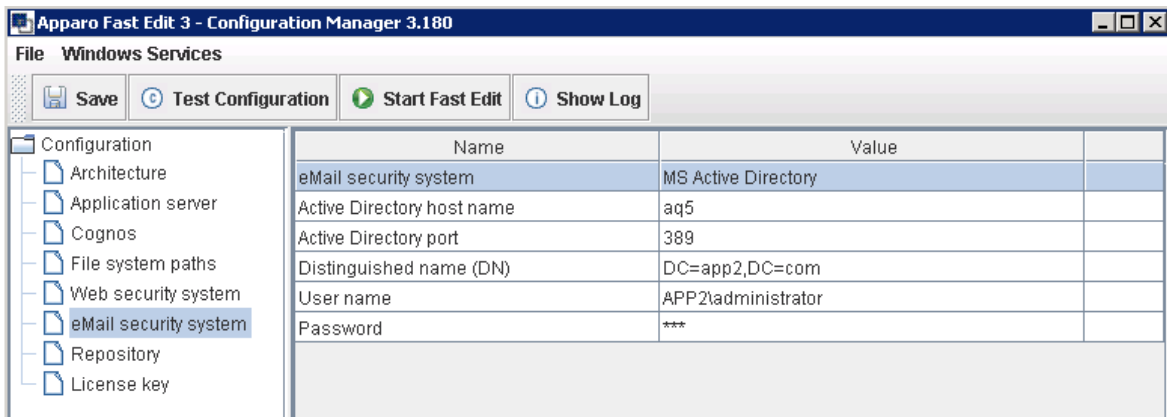 Apparo Fast Edit 3 - Configuration Manager 3.180
File Windows Services
Save Test Configuration Start Fast Edit Show Log
Configuration
Architecture
Application server
Cognos
File system paths
Web security system
eMail security system
Repository
License key
Name Value
eMail security system MS Active Directory
Active Directory host name aq5
Active Directory port 389
Distinguished name (DN) DC=app2,DC=com
User name APP2\administrator
Password ***